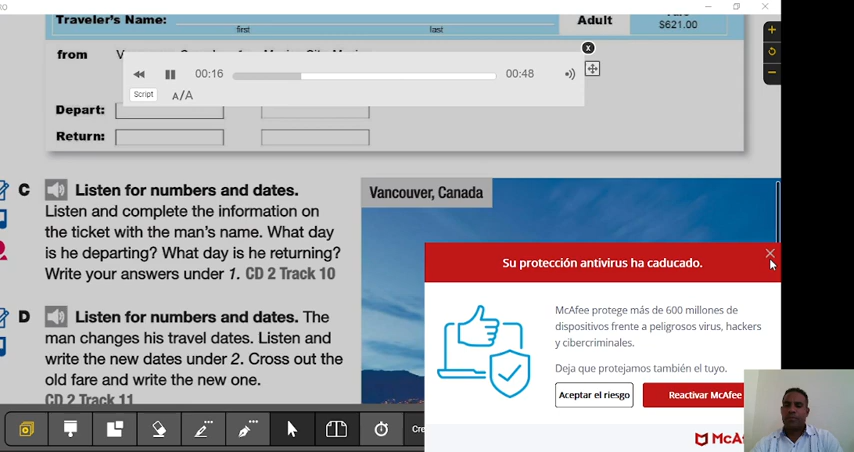 Traveler's Name:
first
last
Adult
$621.00
from
00:16
00:48
Script
A/A
Depart:
Return:
C Listen for numbers and dates.
Listen and complete the information on
the ticket with the man's name. What day
is he departing? What day is he returning?
Write your answers under 1. CD 2 Track 10
D Listen for numbers and dates. The
man changes his travel dates. Listen and
write the new dates under 2. Cross out the
old fare and write the new one.
CD 2 Track 11
Vancouver, Canada
Su protección antivirus ha caducado.
McAfee protege más de 600 millones de
dispositivos frente a peligrosos virus, hackers
y cibercriminales.
Deja que protejamos también el tuyo.
Aceptar el riesgo
Reactivar McAfee